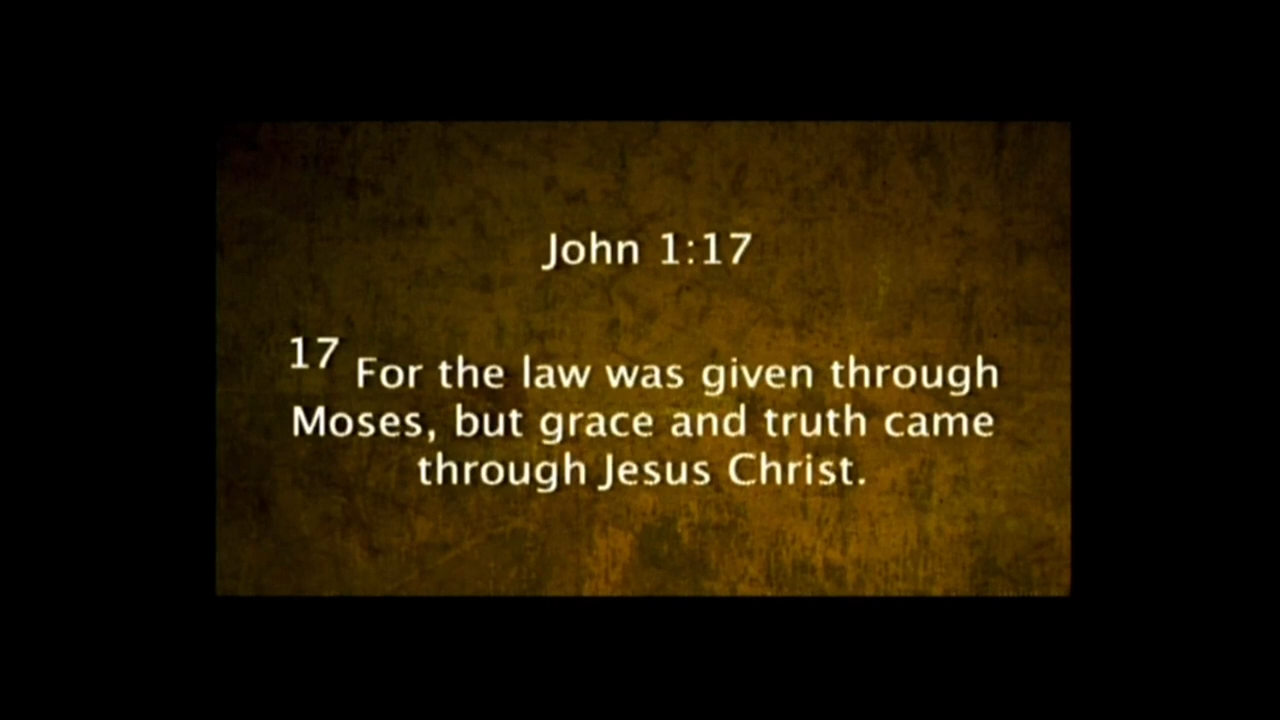 John 1:17
17 For the law was given through
Moses, but grace and truth came
through Jesus Christ.